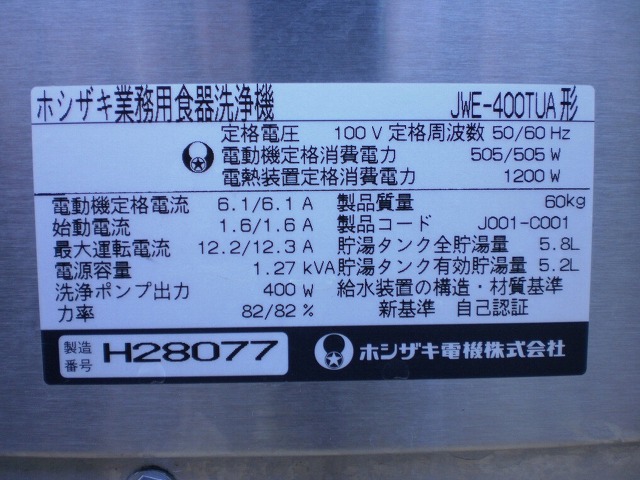 ホシザキ業務用食器洗浄機 JWE-400TUA形
定格電圧 100V 定格周波数 50/60 Hz
電動機定格消費電力 505/505 W
電熱装置定格消費電力 1200 W
電動機定格電流 6.1/6.1 A 製品質量 60kg
始動電流 1.6/1.6 A 製品コード J001-C001
最大運転電流 12.2/12.3 A 貯湯タンク全貯湯量 5.8L
電源容量 1.27 kVA 貯湯タンク有効貯湯量 5.2L
洗浄ポンプ出力 400 W 給水装置の構造・材質基準
力率 82/82 % 新基準 自己認証
製造番号 H28077 ホシザキ電機株式会社